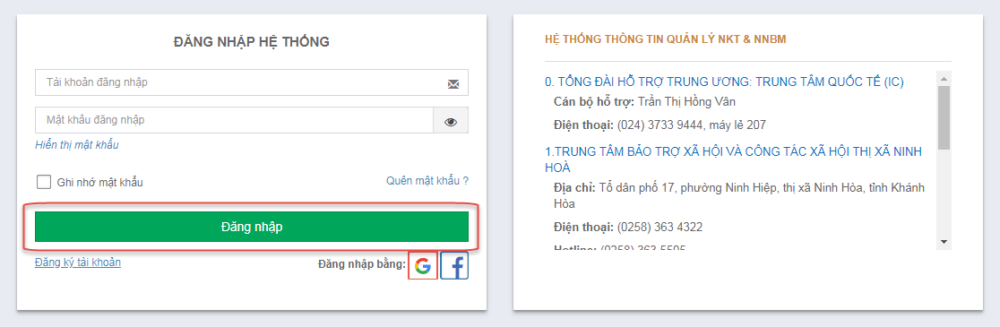 ĐĂNG NHẬP HỆ THỐNG
Tài khoản đăng nhập
Mật khẩu đăng nhập
Hiển thị mật khẩu
Ghi nhớ mật khẩu
Quên mật khẩu ?
Đăng nhập
Đăng ký tài khoản
Đăng nhập bằng:
HỆ THỐNG THÔNG TIN QUẢN LÝ NKT & NNBM
0. TỔNG ĐÀI HỖ TRỢ TRUNG ƯƠNG: TRUNG TÂM QUỐC TẾ (IC)
Cán bộ hỗ trợ: Trần Thị Hồng Vân
Điện thoại: (024) 3733 9444, máy lẻ 207
1.TRUNG TÂM BẢO TRỢ XÃ HỘI VÀ CÔNG TÁC XÃ HỘI THỊ XÃ NINH
HOÀ
Địa chỉ: Tổ dân phố 17, phường Ninh Hiệp, thị xã Ninh Hòa, tỉnh Khánh
Hòa
Điện thoại: (0258) 363 4322
Hotline: (0258) 363 5505